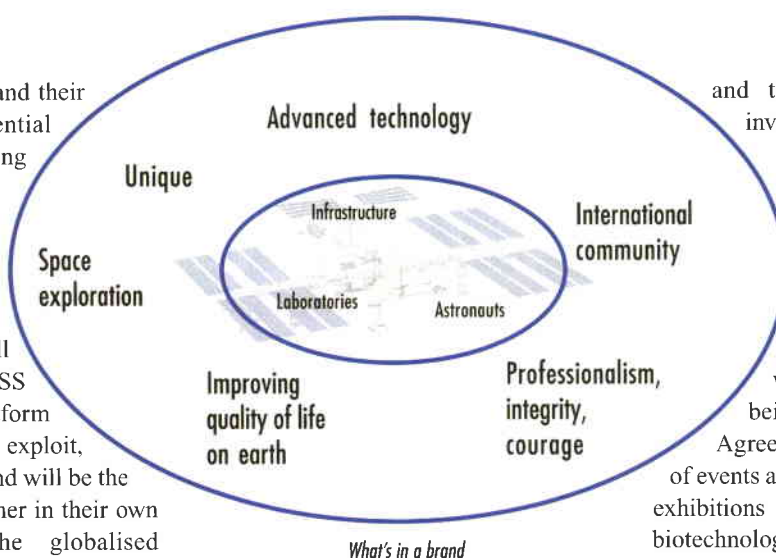 and their
ential
ng
ll
SS
form
exploit,
nd will be the
ner in their own
he globalised
Advanced technology
Unique
Infrastructure
International
community
Space
exploration
Laboratories
Astronauts
Improving
quality of life
on earth
Professionalism,
integrity,
courage
What's in a brand
and t
inv
bei
Agree
of events a
exhibitions
biotechnolog